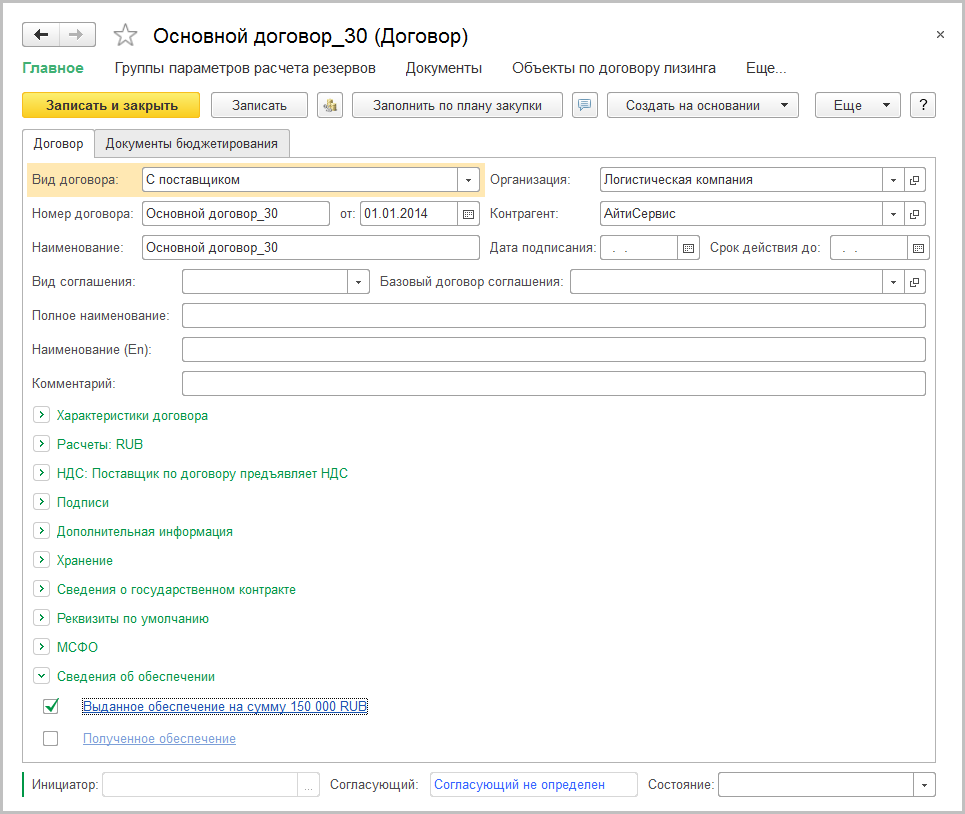 Основной договор_30 (Договор)
Главное Группы параметров расчета резервов Документы Объекты по договору лизинга Еще...
Записать и закрыть Записать Заполнить по плану закупки Создать на основании Еще ?
Договор Документы бюджетирования
Вид договора: С поставщиком Организация: Логистическая компания
Номер договора: Основной договор_30 от: 01.01.2014 Контрагент: АйтиСервис
Наименование: Основной договор_30 Дата подписания: . . Срок действия до: . .
Вид соглашения: Базовый договор соглашения:
Полное наименование:
Наименование (En):
Комментарий:
Характеристики договора
Расчеты: RUB
НДС: Поставщик по договору предъявляет НДС
Подписи
Дополнительная информация
Хранение
Сведения о государственном контракте
Реквизиты по умолчанию
МСФО
Сведения об обеспечении
Выданное обеспечение на сумму 150 000 RUB
Полученное обеспечение
Инициатор: ... Согласующий: Согласующий не определен Состояние: